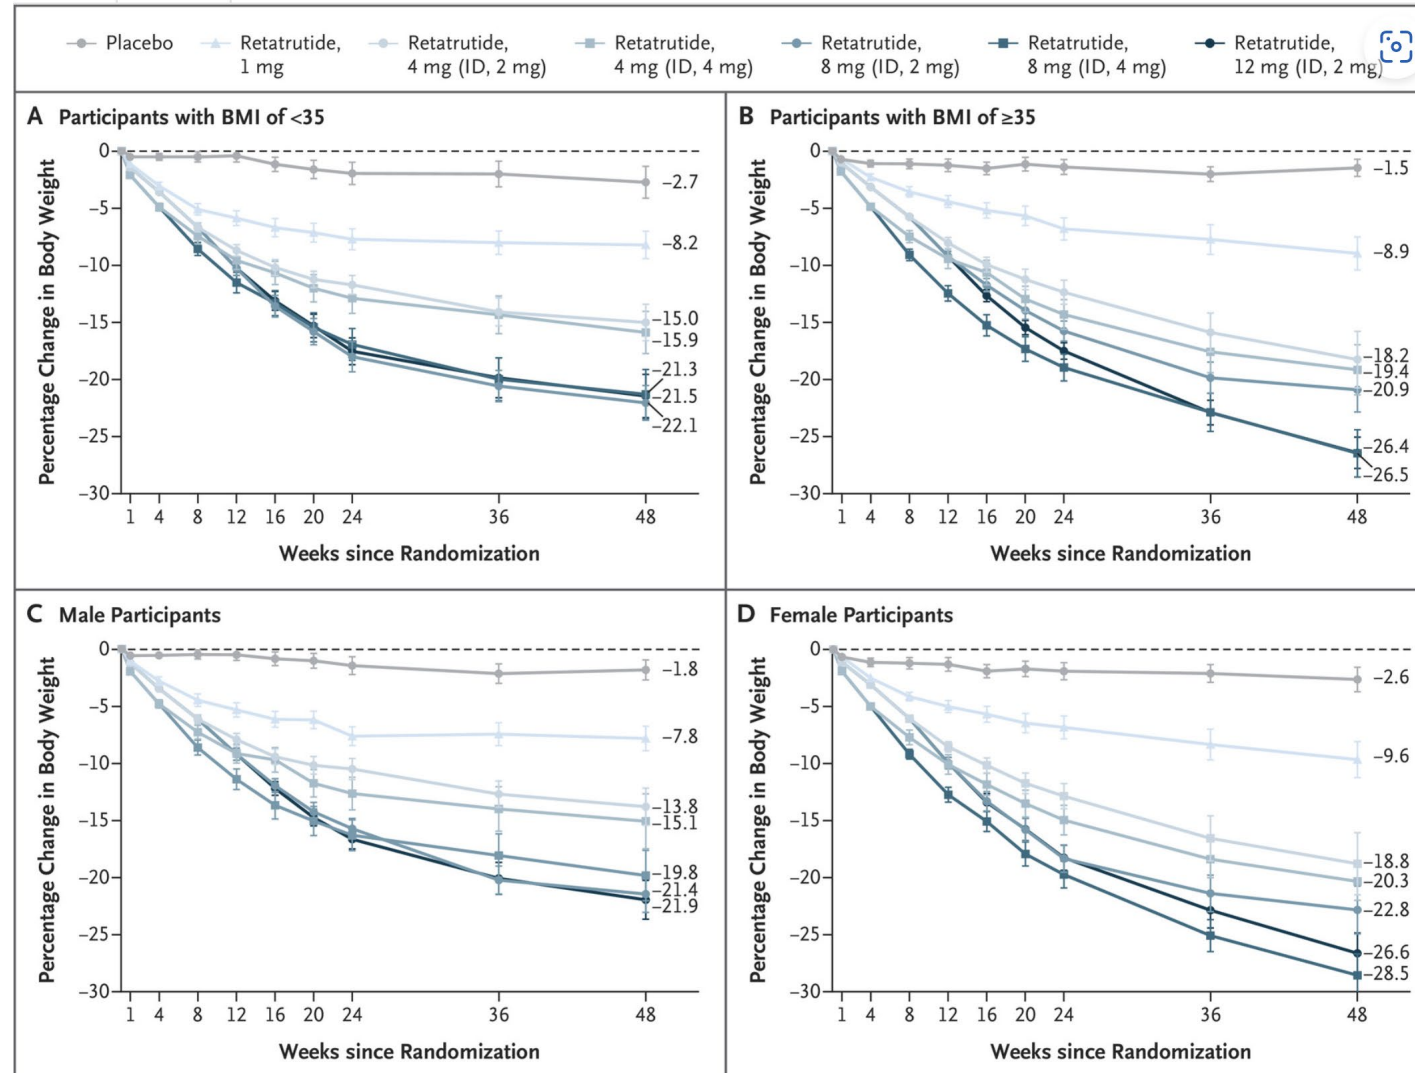 Placebo
Retatrutide,
1 mg
Retatrutide,
4 mg (ID, 2 mg)
Retatrutide,
4 mg (ID, 4 mg)
Retatrutide,
8 mg (ID, 2 mg)
Retatrutide,
8 mg (ID, 4 mg)
Retatrutide,
12 mg (ID, 2 mg)
A Participants with BMI of <35
Percentage Change in Body Weight
0
−5
−10
−15
−20
−25
−30
−2.7
−8.2
−15.0
−15.9
−21.3
−21.5
−22.1
1 4 8 12 16 20 24 36 48
Weeks since Randomization
B Participants with BMI of ≥35
Percentage Change in Body Weight
0
−5
−10
−15
−20
−25
−30
−1.5
−8.9
−18.2
−19.4
−20.9
−26.4
−26.5
1 4 8 12 16 20 24 36 48
Weeks since Randomization
C Male Participants
Percentage Change in Body Weight
0
−5
−10
−15
−20
−25
−30
−1.8
−7.8
−13.8
−15.1
−19.8
−21.4
−21.9
1 4 8 12 16 20 24 36 48
Weeks since Randomization
D Female Participants
Percentage Change in Body Weight
0
−5
−10
−15
−20
−25
−30
−2.6
−9.6
−18.8
−20.3
−22.8
−26.6
−28.5
1 4 8 12 16 20 24 36 48
Weeks since Randomization